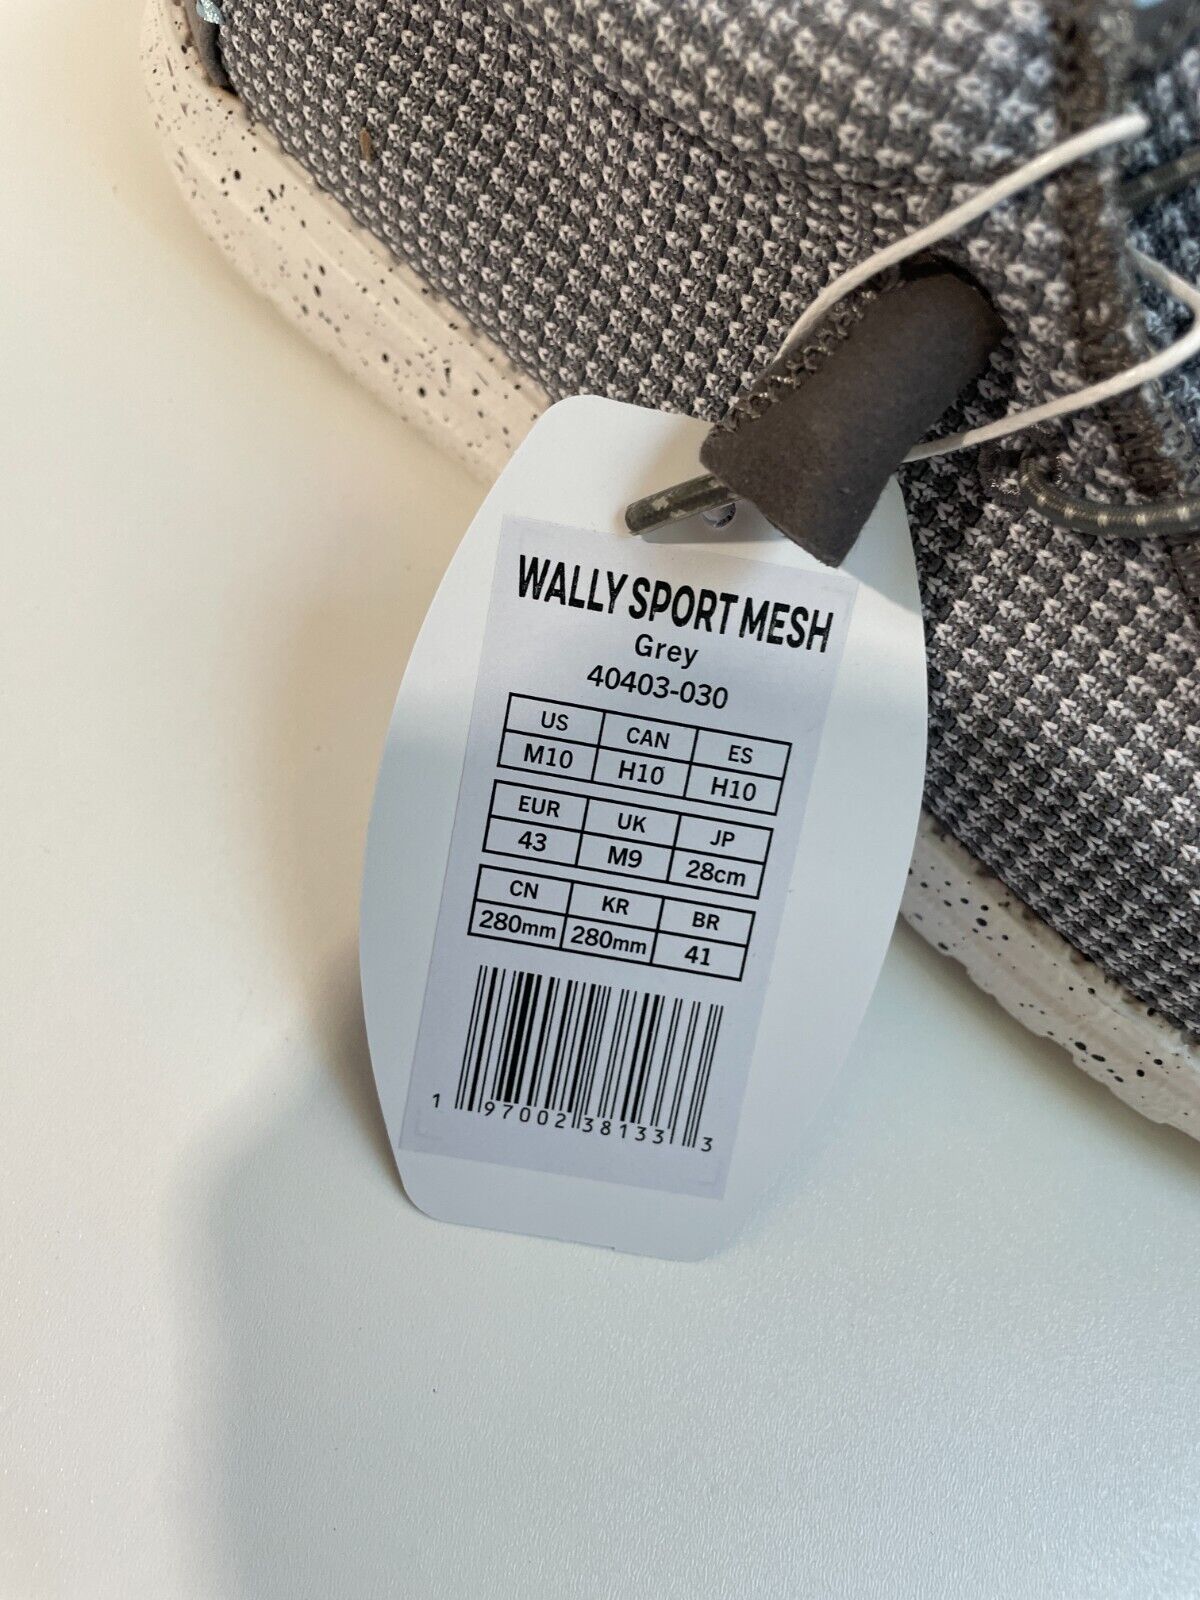 WALLY SPORT MESH
Grey
40403-030
US CAN ES
M10 H10 H10
EUR UK JP
43 M9 28cm
CN KR BR
280mm 280mm 41
1 97002 38133 3